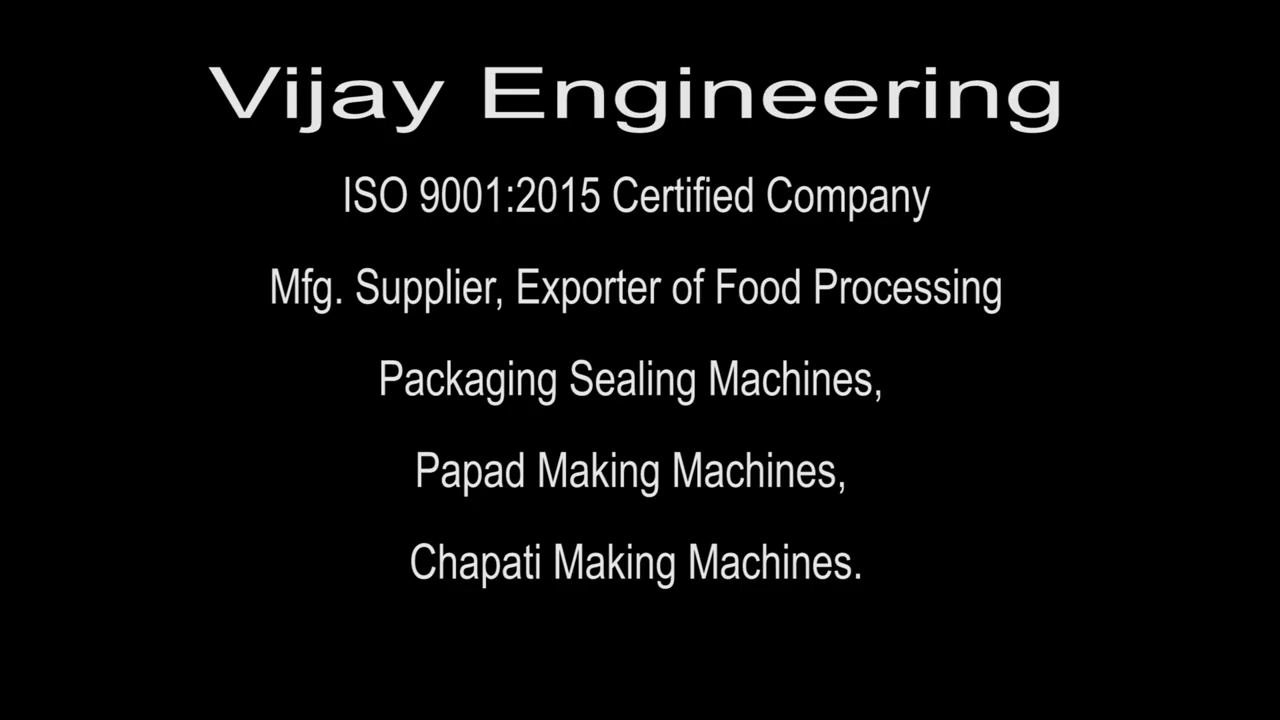 Vijay Engineering
ISO 9001:2015 Certified Company
Mfg. Supplier, Exporter of Food Processing
Packaging Sealing Machines,
Papad Making Machines,
Chapati Making Machines.